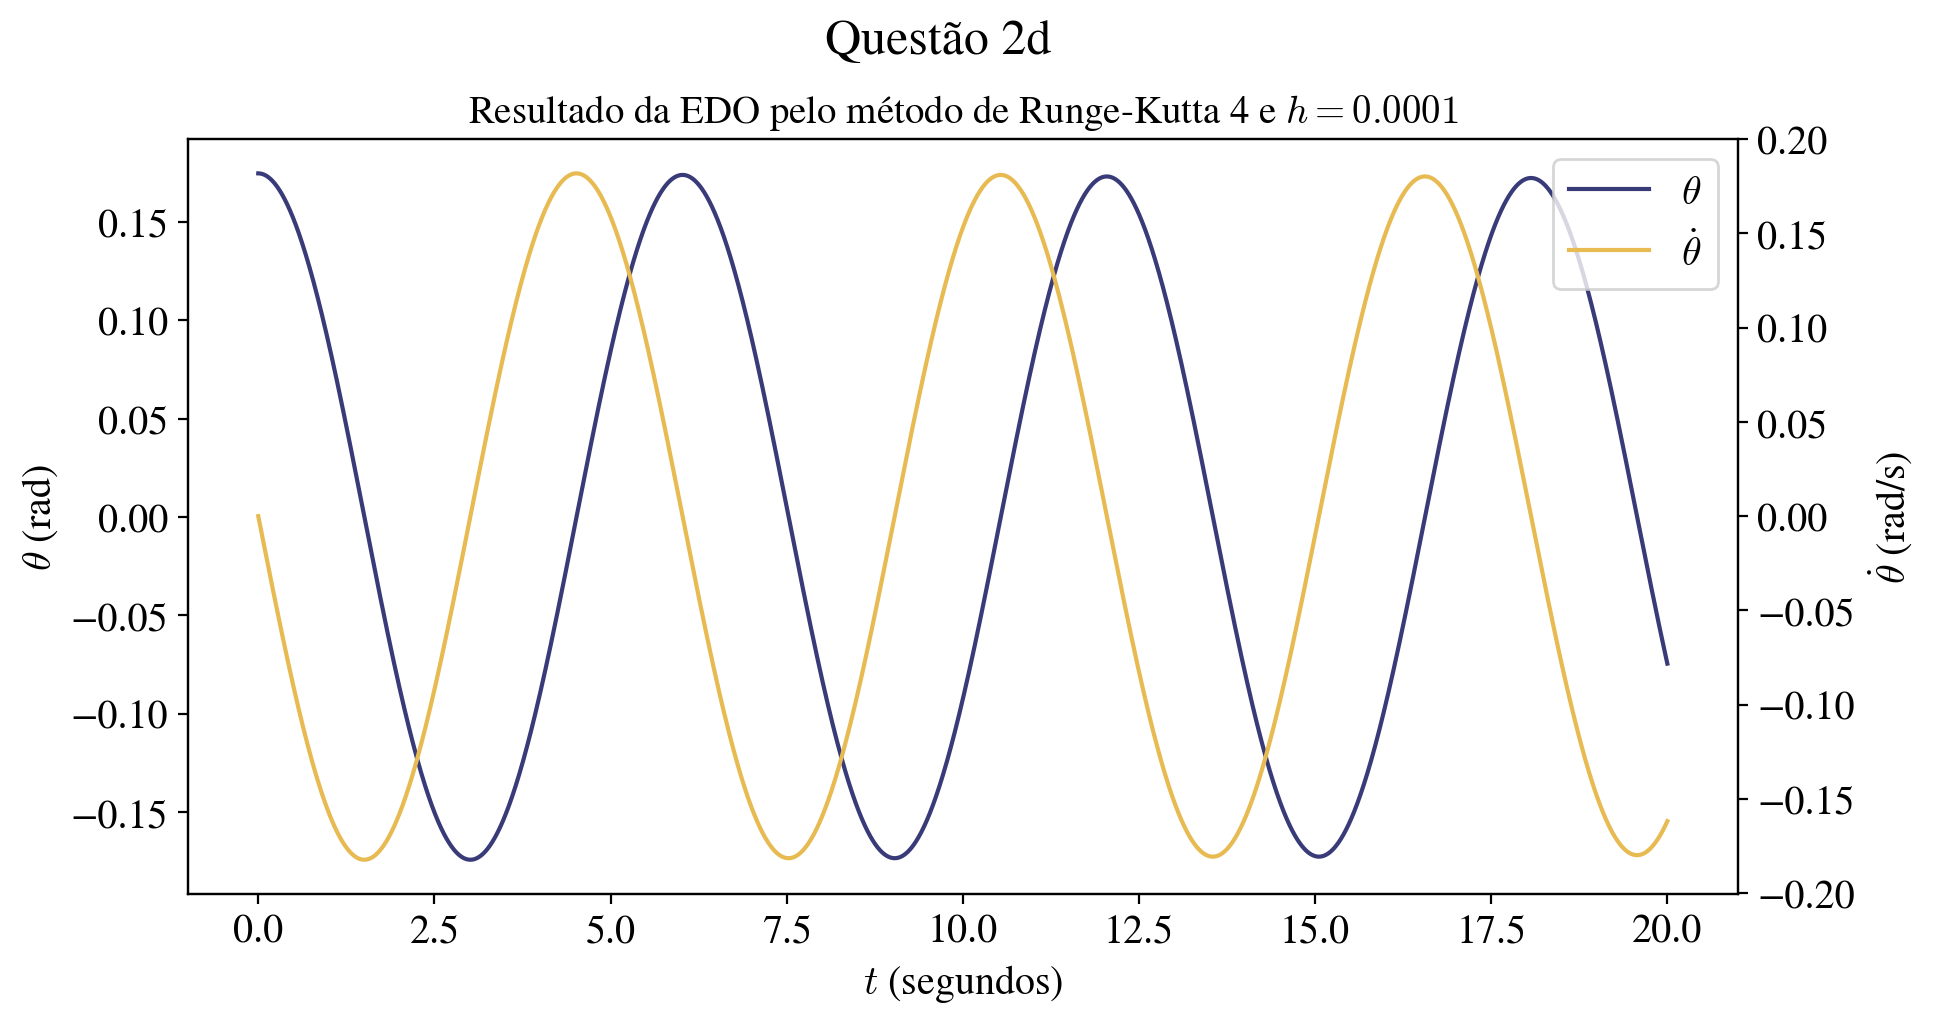 Questão 2d
Resultado da EDO pelo método de Runge-Kutta 4 e h = 0.0001
θ
θ̇
0.15
0.10
0.05
0.00
−0.05
−0.10
−0.15
θ (rad)
0.20
0.15
0.10
0.05
0.00
−0.05
−0.10
−0.15
−0.20
θ̇ (rad/s)
0.0 2.5 5.0 7.5 10.0 12.5 15.0 17.5 20.0
t (segundos)